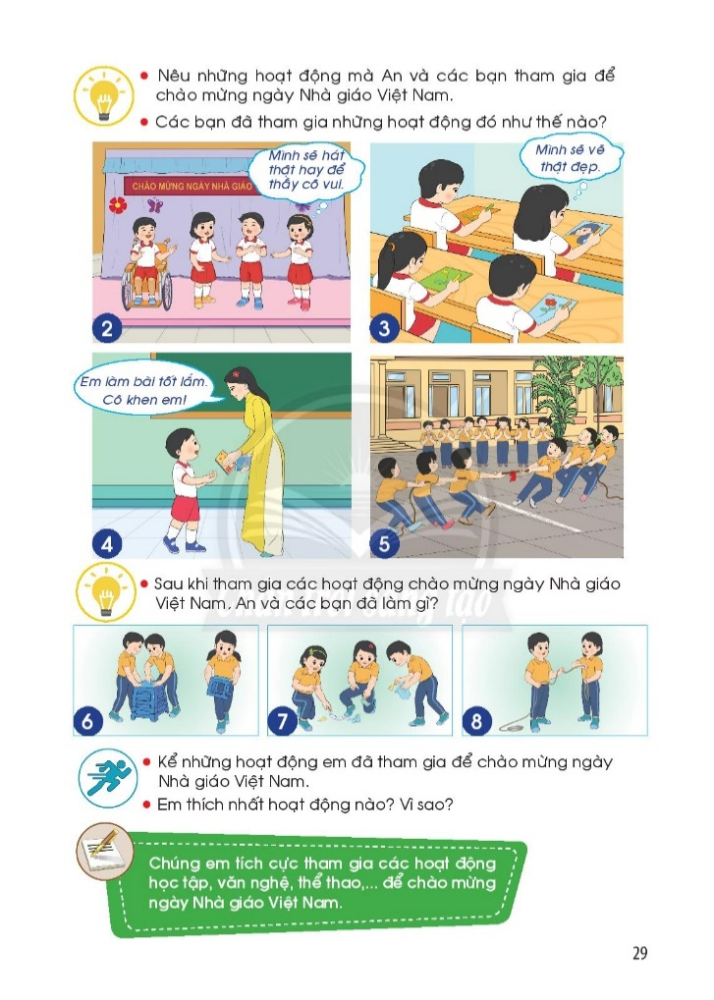 • Nêu những hoạt động mà An và các bạn tham gia để
chào mừng ngày Nhà giáo Việt Nam.
• Các bạn đã tham gia những hoạt động đó như thế nào?
Mình sẽ hát
thật hay để
thầy cô vui.
CHÀO MỪNG NGÀY NHÀ GIÁO
2
Mình sẽ vẽ
thật đẹp.
3
Em làm bài tốt lắm.
Cô khen em!
4
5
• Sau khi tham gia các hoạt động chào mừng ngày Nhà giáo
Việt Nam, An và các bạn đã làm gì?
Chân trời sáng tạo
6
7
8
• Kể những hoạt động em đã tham gia để chào mừng ngày
Nhà giáo Việt Nam.
• Em thích nhất hoạt động nào? Vì sao?
Chúng em tích cực tham gia các hoạt động
học tập, văn nghệ, thể thao,... để chào mừng
ngày Nhà giáo Việt Nam.
29